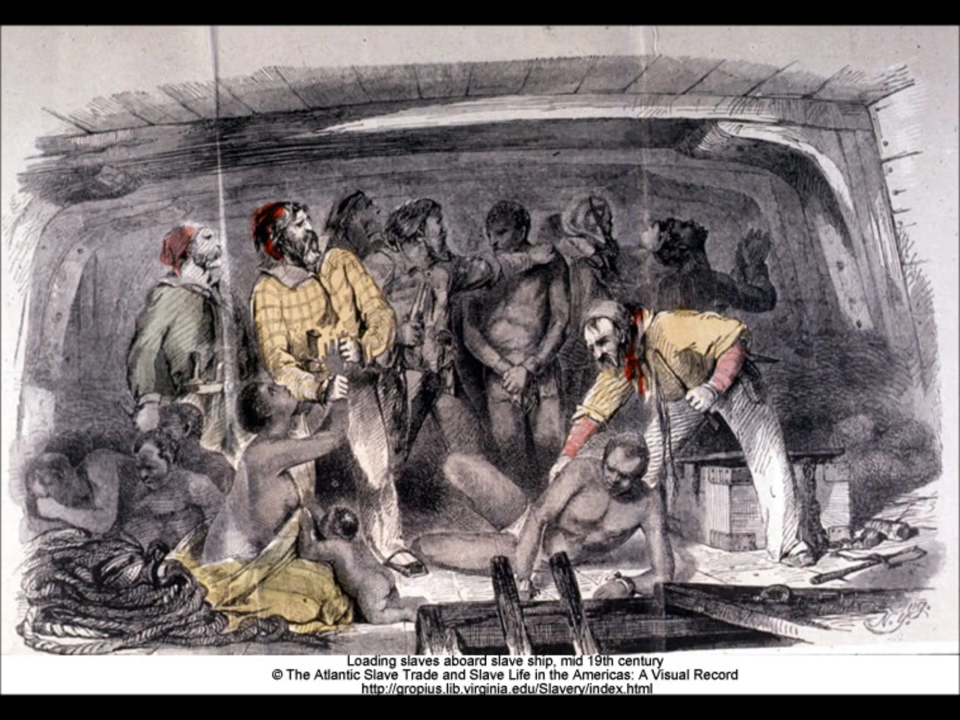 Loading slaves aboard slave ship, mid 19th century
© The Atlantic Slave Trade and Slave Life in the Americas: A Visual Record
http://gropius.lib.virginia.edu/Slavery/index.html